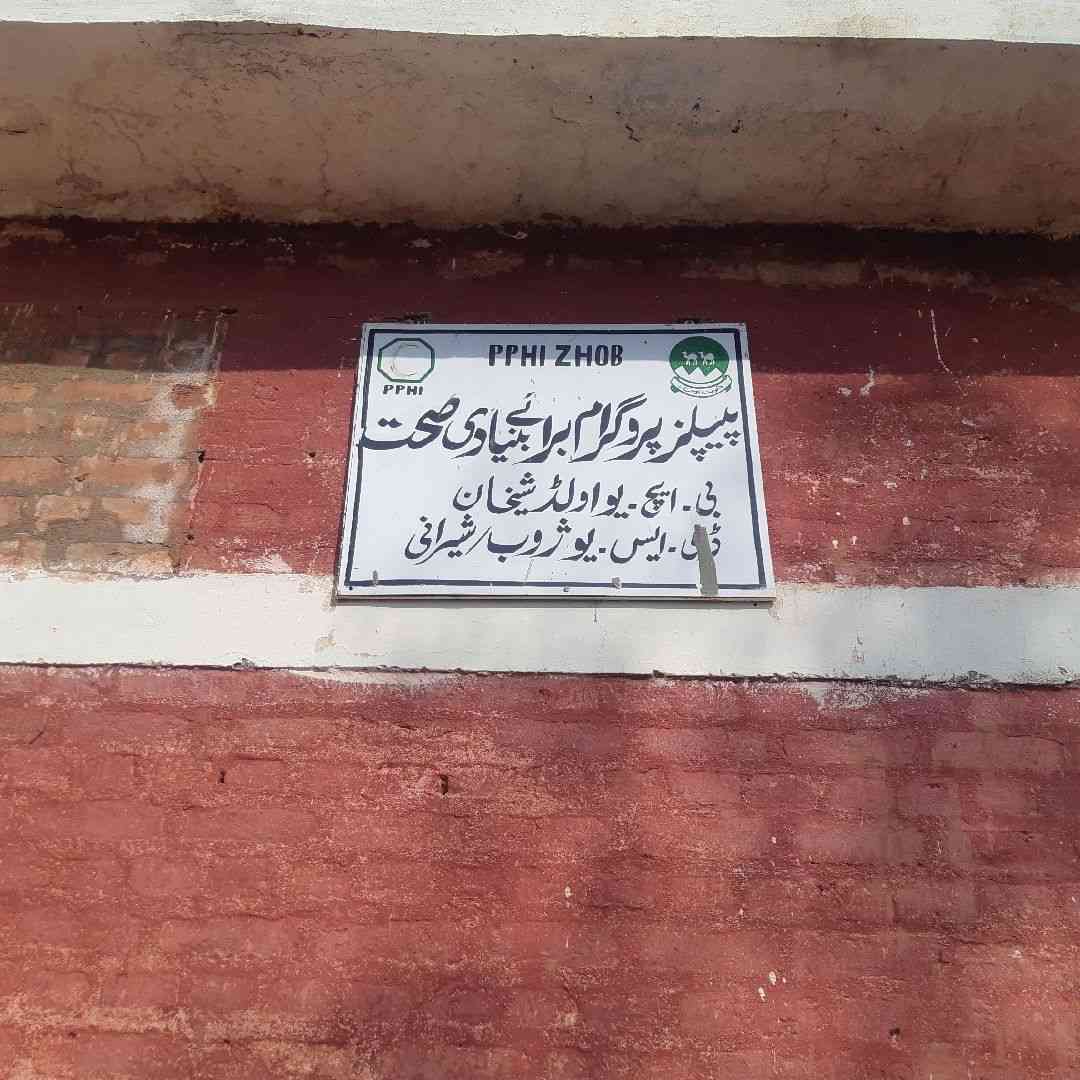 PPHI ZHOB
PPHI
پیپلز پروگرام برائے بنیادی صحت
بی۔ ایچ۔ یو اولڈ شیخان
ڈی۔ ایس۔ یو ژوب/شیرانی